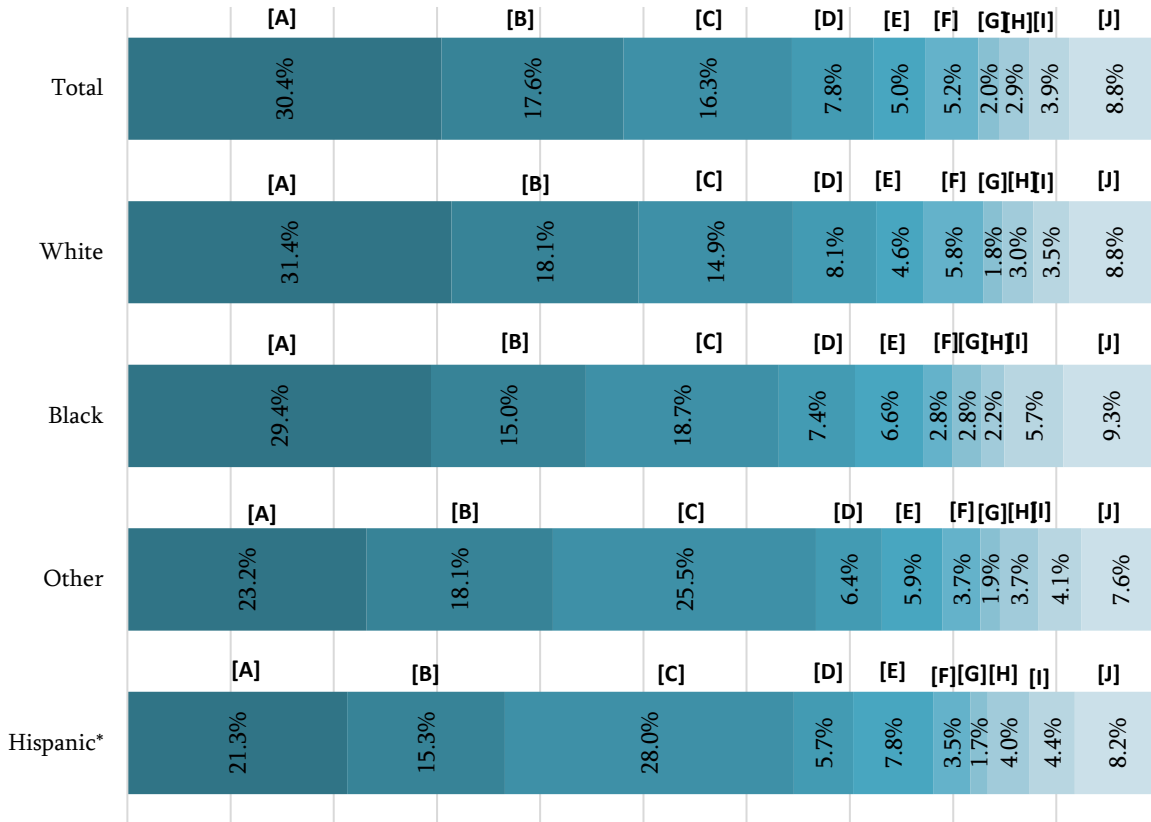 [A] [B] [C] [D] [E] [F] [G] [H] [I] [J]
Total 30.4% 17.6% 16.3% 7.8% 5.0% 5.2% 2.0% 2.9% 3.9% 8.8%
[A] [B] [C] [D] [E] [F] [G] [H] [I] [J]
White 31.4% 18.1% 14.9% 8.1% 4.6% 5.8% 1.8% 3.0% 3.5% 8.8%
[A] [B] [C] [D] [E] [F] [G] [H] [I] [J]
Black 29.4% 15.0% 18.7% 7.4% 6.6% 2.8% 2.8% 2.2% 5.7% 9.3%
[A] [B] [C] [D] [E] [F] [G] [H] [I] [J]
Other 23.2% 18.1% 25.5% 6.4% 5.9% 3.7% 1.9% 3.7% 4.1% 7.6%
[A] [B] [C] [D] [E] [F] [G] [H] [I] [J]
Hispanic* 21.3% 15.3% 28.0% 5.7% 7.8% 3.5% 1.7% 4.0% 4.4% 8.2%